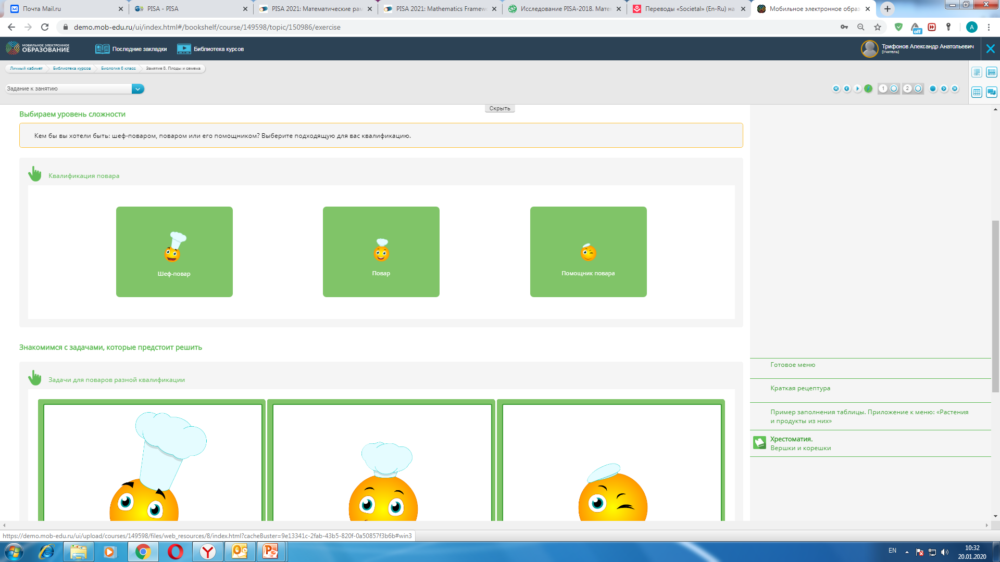 Почта Mail.ru
PISA - PISA
PISA 2021: Математические рам
PISA 2021: Mathematics Framew
Исследование PISA-2018. Мате
Переводы «Societal» (En-Ru) на
Мобильное электронное образ
demo.mob-edu.ru/ui/index.html#/bookshelf/course/149598/topic/150986/exercise
off
A
МОБИЛЬНОЕ ЭЛЕКТРОННОЕ
ОБРАЗОВАНИЕ
Последние закладки
Библиотека курсов
Трифонов Александр Анатольевич
[Учитель]
Личный кабинет
Библиотека курсов
Биология 6 класс
Занятие 8. Плоды и семена
Задание к занятию
1
2
Скрыть
Выбираем уровень сложности
Кем бы вы хотели быть: шеф-поваром, поваром или его помощником? Выберите подходящую для вас квалификацию.
Квалификация повара
Шеф-повар
Повар
Помощник повара
Знакомимся с задачами, которые предстоит решить
Задачи для поваров разной квалификации
Готовое меню
Краткая рецептура
Пример заполнения таблицы. Приложение к меню: «Растения
и продукты из них»
Хрестоматия.
Вершки и корешки
https://demo.mob-edu.ru/ui/upload/courses/149598/files/web_resources/8/index.html?cacheBuster=9e13341c-2fab-43b5-820f-0a50857f3b6b#win3
EN
10:32
20.01.2020